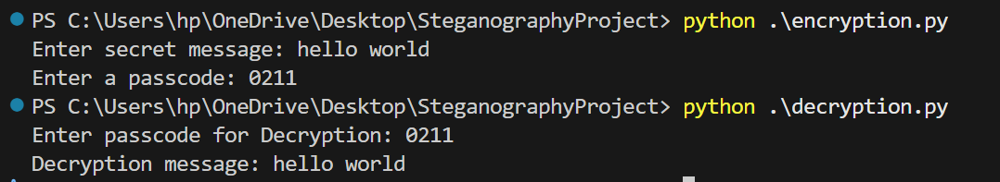 PS C:\Users\hp\OneDrive\Desktop\SteganographyProject> python .\encryption.py
Enter secret message: hello world
Enter a passcode: 0211
PS C:\Users\hp\OneDrive\Desktop\SteganographyProject> python .\decryption.py
Enter passcode for Decryption: 0211
Decryption message: hello world